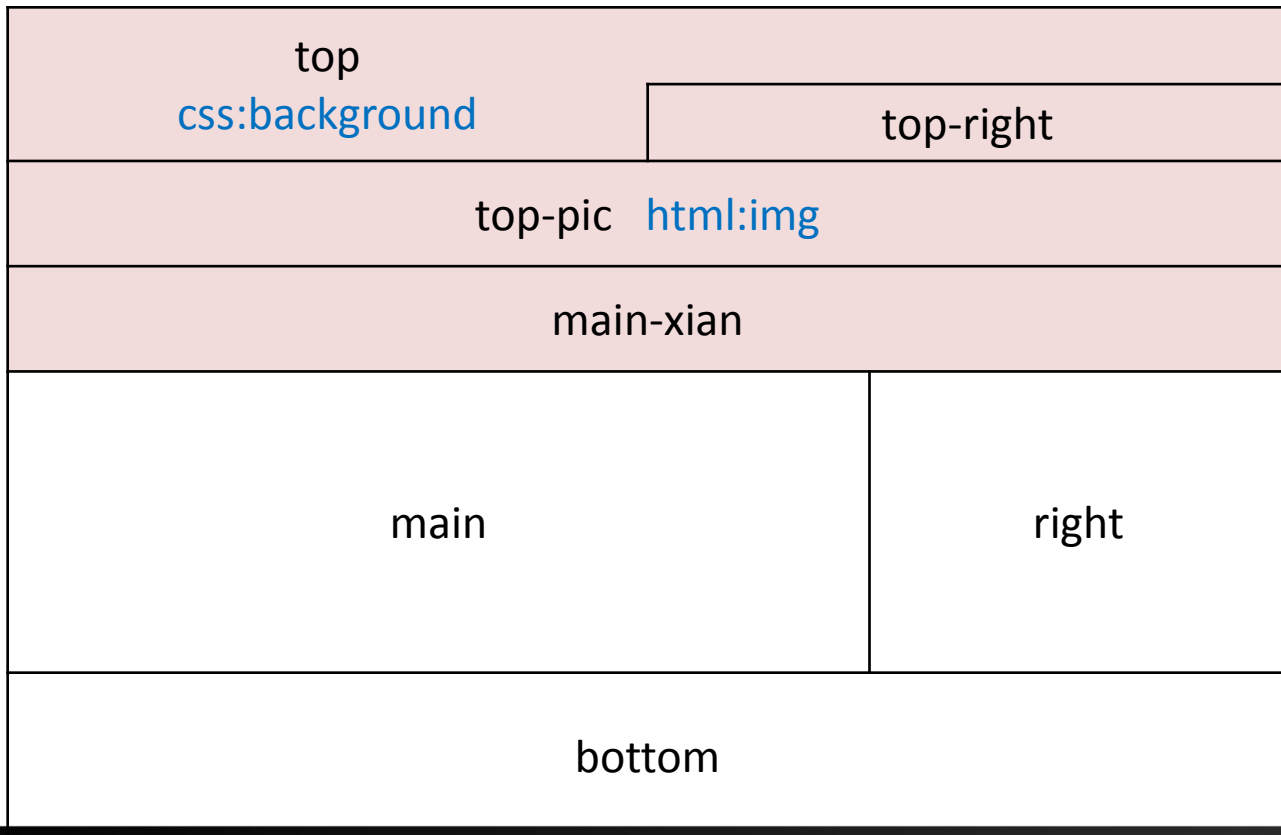 top
css:background
top-right
top-pic html:img
main-xian
main
right
bottom